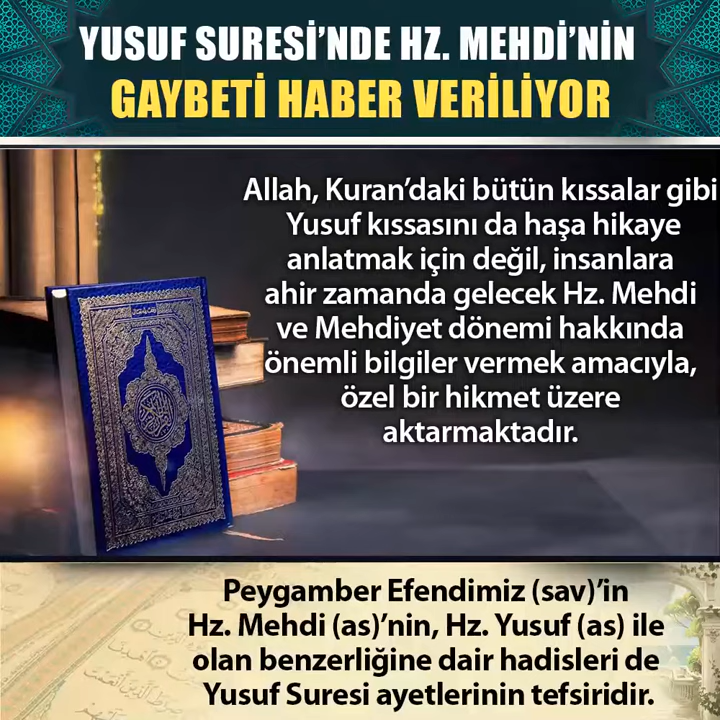 YUSUF SURESİ’NDE HZ. MEHDİ’NİN
GAYBETİ HABER VERİLİYOR
Allah, Kuran’daki bütün kıssalar gibi
Yusuf kıssasını da haşa hikaye
anlatmak için değil, insanlara
ahir zamanda gelecek Hz. Mehdi
ve Mehdiyet dönemi hakkında
önemli bilgiler vermek amacıyla,
özel bir hikmet üzere
aktarmaktadır.
Peygamber Efendimiz (sav)’in
Hz. Mehdi (as)’nin, Hz. Yusuf (as) ile
olan benzerliğine dair hadisleri de
Yusuf Suresi ayetlerinin tefsiridir.